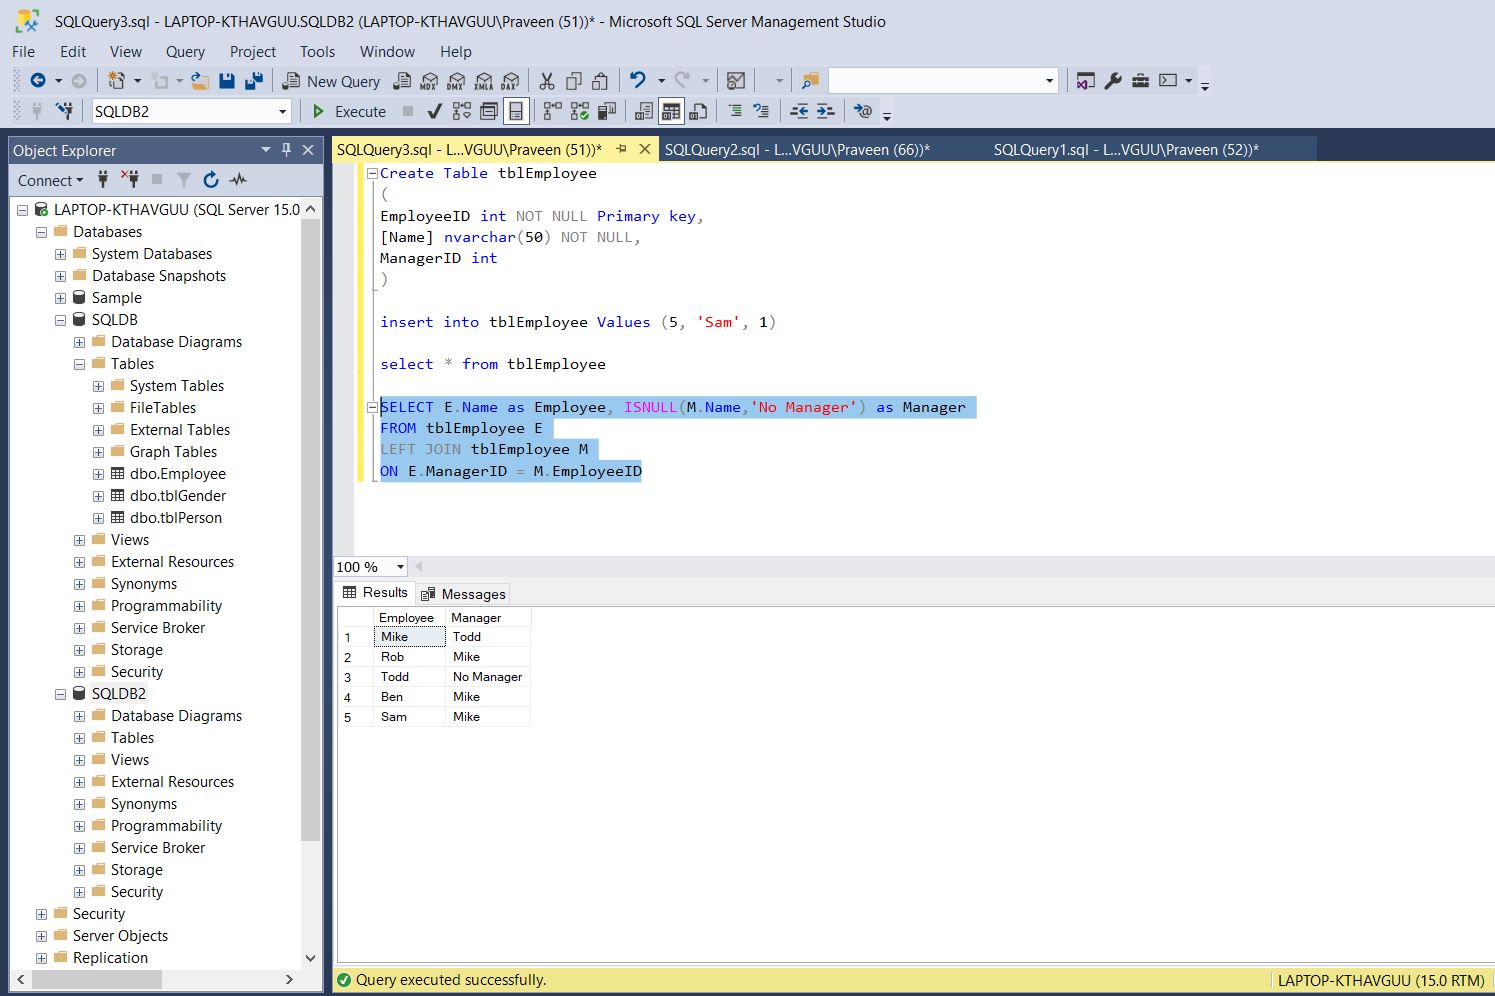 SQLQuery3.sql - LAPTOP-KTHAVGUU.SQLDB2 (LAPTOP-KTHAVGUU\Praveen (51))* - Microsoft SQL Server Management Studio
File Edit View Query Project Tools Window Help
New Query MDX DMX XMLA DAX
SQLDB2 Execute
Object Explorer
Connect
LAPTOP-KTHAVGUU (SQL Server 15.0
Databases
System Databases
Database Snapshots
Sample
SQLDB
Database Diagrams
Tables
System Tables
FileTables
External Tables
Graph Tables
dbo.Employee
dbo.tblGender
dbo.tblPerson
Views
External Resources
Synonyms
Programmability
Service Broker
Storage
Security
SQLDB2
Database Diagrams
Tables
Views
External Resources
Synonyms
Programmability
Service Broker
Storage
Security
Security
Server Objects
Replication
SQLQuery3.sql - L...VGUU\Praveen (51))* SQLQuery2.sql - L...VGUU\Praveen (66))* SQLQuery1.sql - L...VGUU\Praveen (52))*
Create Table tblEmployee
(
EmployeeID int NOT NULL Primary key,
[Name] nvarchar(50) NOT NULL,
ManagerID int
)
insert into tblEmployee Values (5, 'Sam', 1)
select * from tblEmployee
SELECT E.Name as Employee, ISNULL(M.Name,'No Manager') as Manager
FROM tblEmployee E
LEFT JOIN tblEmployee M
ON E.ManagerID = M.EmployeeID
100 %
Results Messages
Employee Manager
1 Mike Todd
2 Rob Mike
3 Todd No Manager
4 Ben Mike
5 Sam Mike
Query executed successfully. LAPTOP-KTHAVGUU (15.0 RTM)